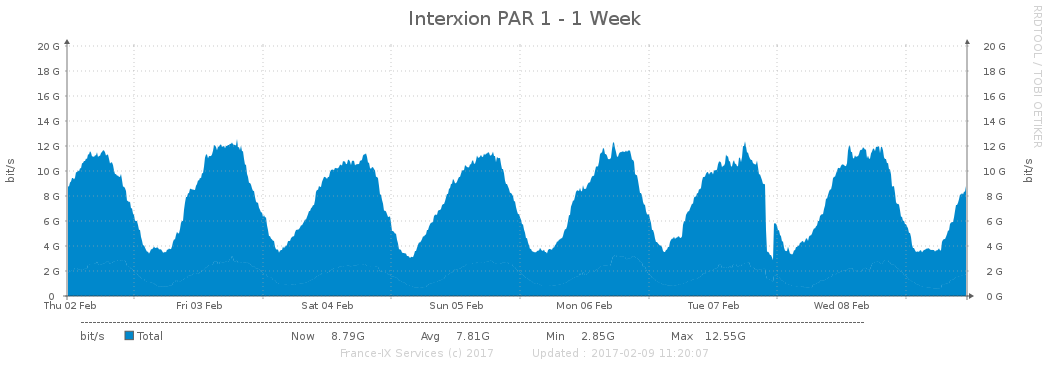 Interxion PAR 1 - 1 Week
RRDTOOL / TOBI OETIKER
bit/s
20 G 20 G
18 G 18 G
16 G 16 G
14 G 14 G
12 G 12 G
10 G 10 G
8 G 8 G
6 G 6 G
4 G 4 G
2 G 2 G
0 0 G
bit/s
Thu 02 Feb Fri 03 Feb Sat 04 Feb Sun 05 Feb Mon 06 Feb Tue 07 Feb Wed 08 Feb
bit/s Total Now 8.79G Avg 7.81G Min 2.85G Max 12.55G
France-IX Services (c) 2017 Updated : 2017-02-09 11:20:07